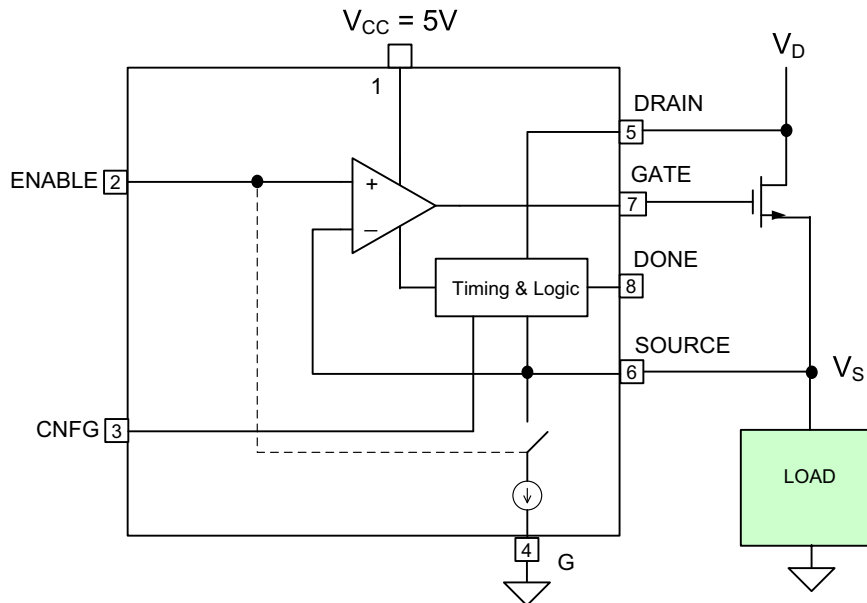 V_CC = 5V
1
V_D
DRAIN
5
ENABLE 2
+
GATE
7
–
DONE
Timing & Logic
8
SOURCE
6
V_S
CNFG 3
LOAD
4
G